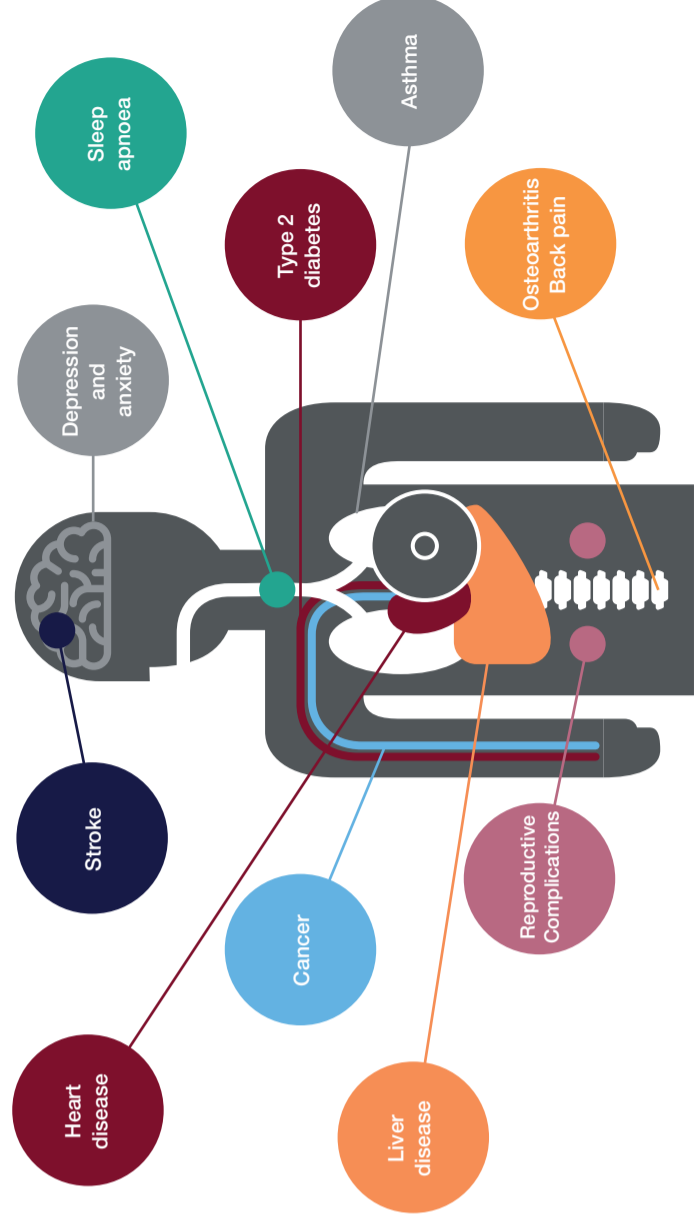 Depression
and
anxiety
Sleep
apnoea
Stroke
Heart
disease
Type 2
diabetes
Cancer
Asthma
Liver
disease
Osteoarthritis
Back pain
Reproductive
Complications